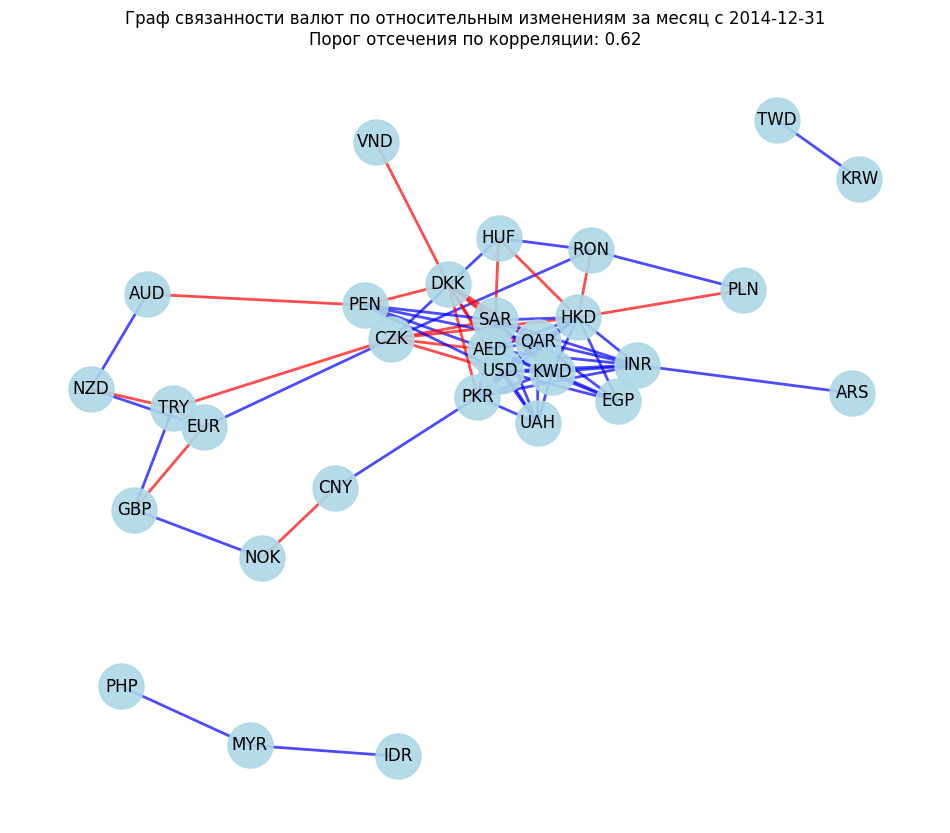 Граф связанности валют по относительным изменениям за месяц с 2014-12-31
Порог отсечения по корреляции: 0.62
TWD
VND
KRW
HUF
RON
DKK
PLN
AUD
PEN
HKD
SAR
CZK
QAR
AED
INR
USD
KWD
NZD
ARS
PKR
EGP
TRY
UAH
EUR
CNY
GBP
NOK
PHP
MYR
IDR